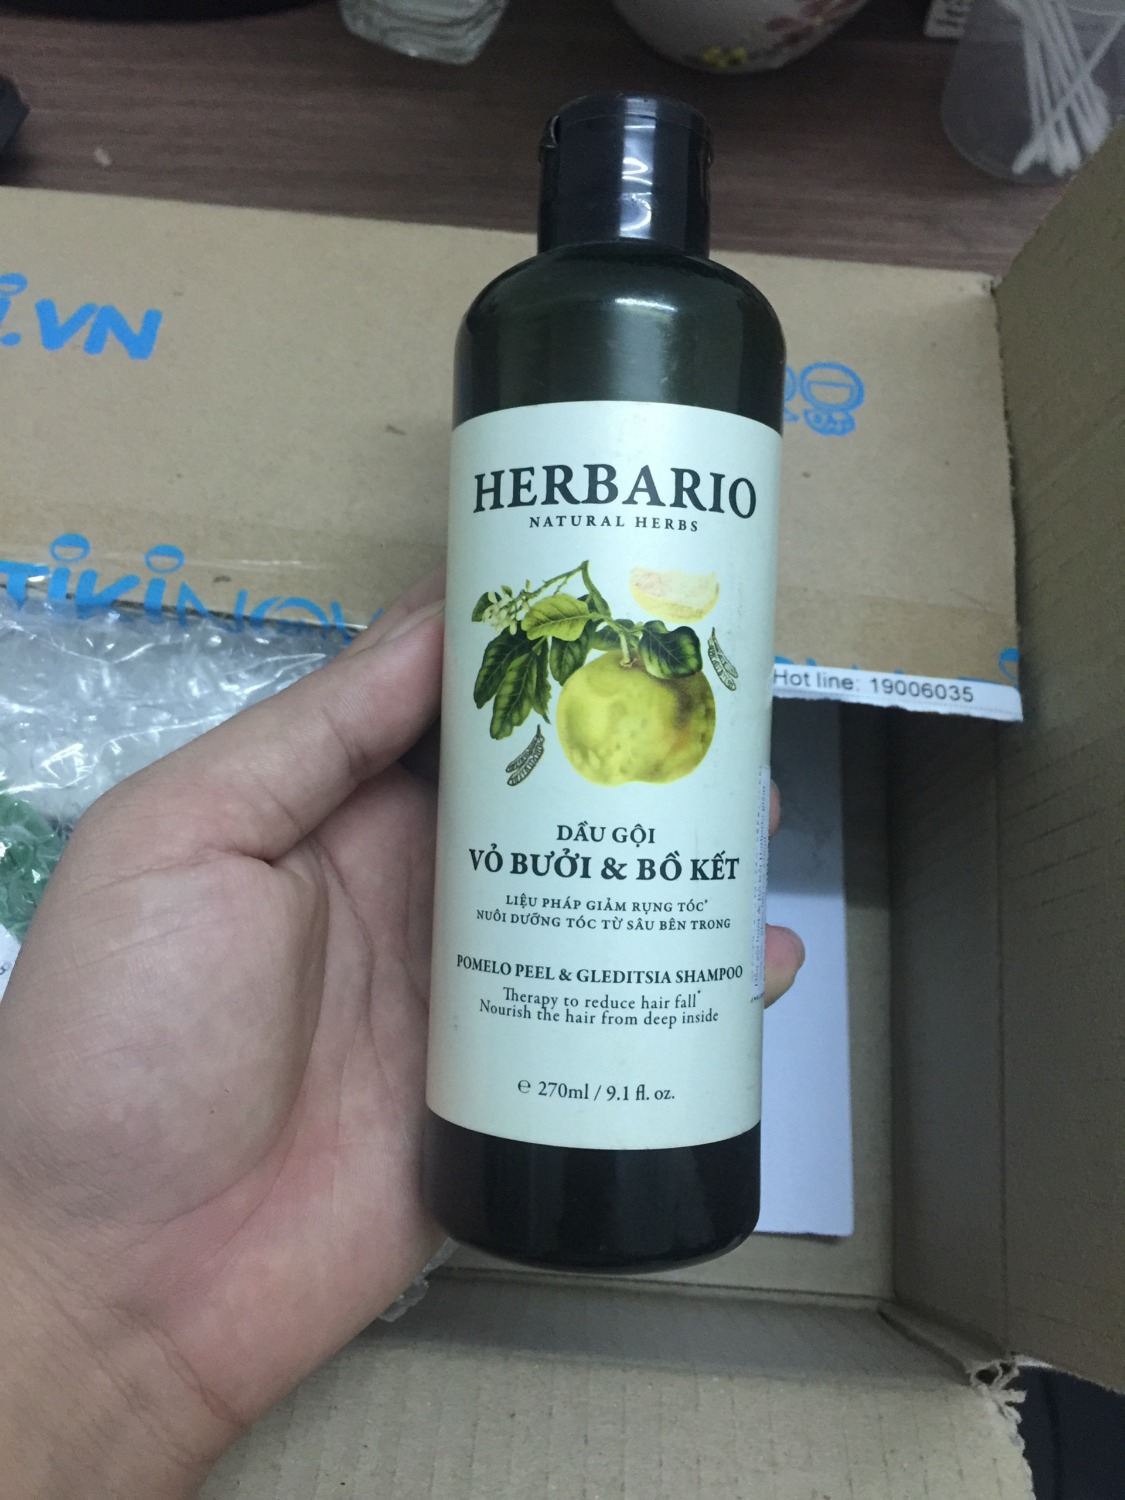 i.VN
TIKINOW
HERBARIO
NATURAL HERBS
Hot line: 19006035
DẦU GỘI
VỎ BƯỞI & BỒ KẾT
LIỆU PHÁP GIẢM RỤNG TÓC*
NUÔI DƯỠNG TÓC TỪ SÂU BÊN TRONG
POMELO PEEL & GLEDITSIA SHAMPOO
Therapy to reduce hair fall*
Nourish the hair from deep inside
℮ 270ml / 9.1 fl. oz.